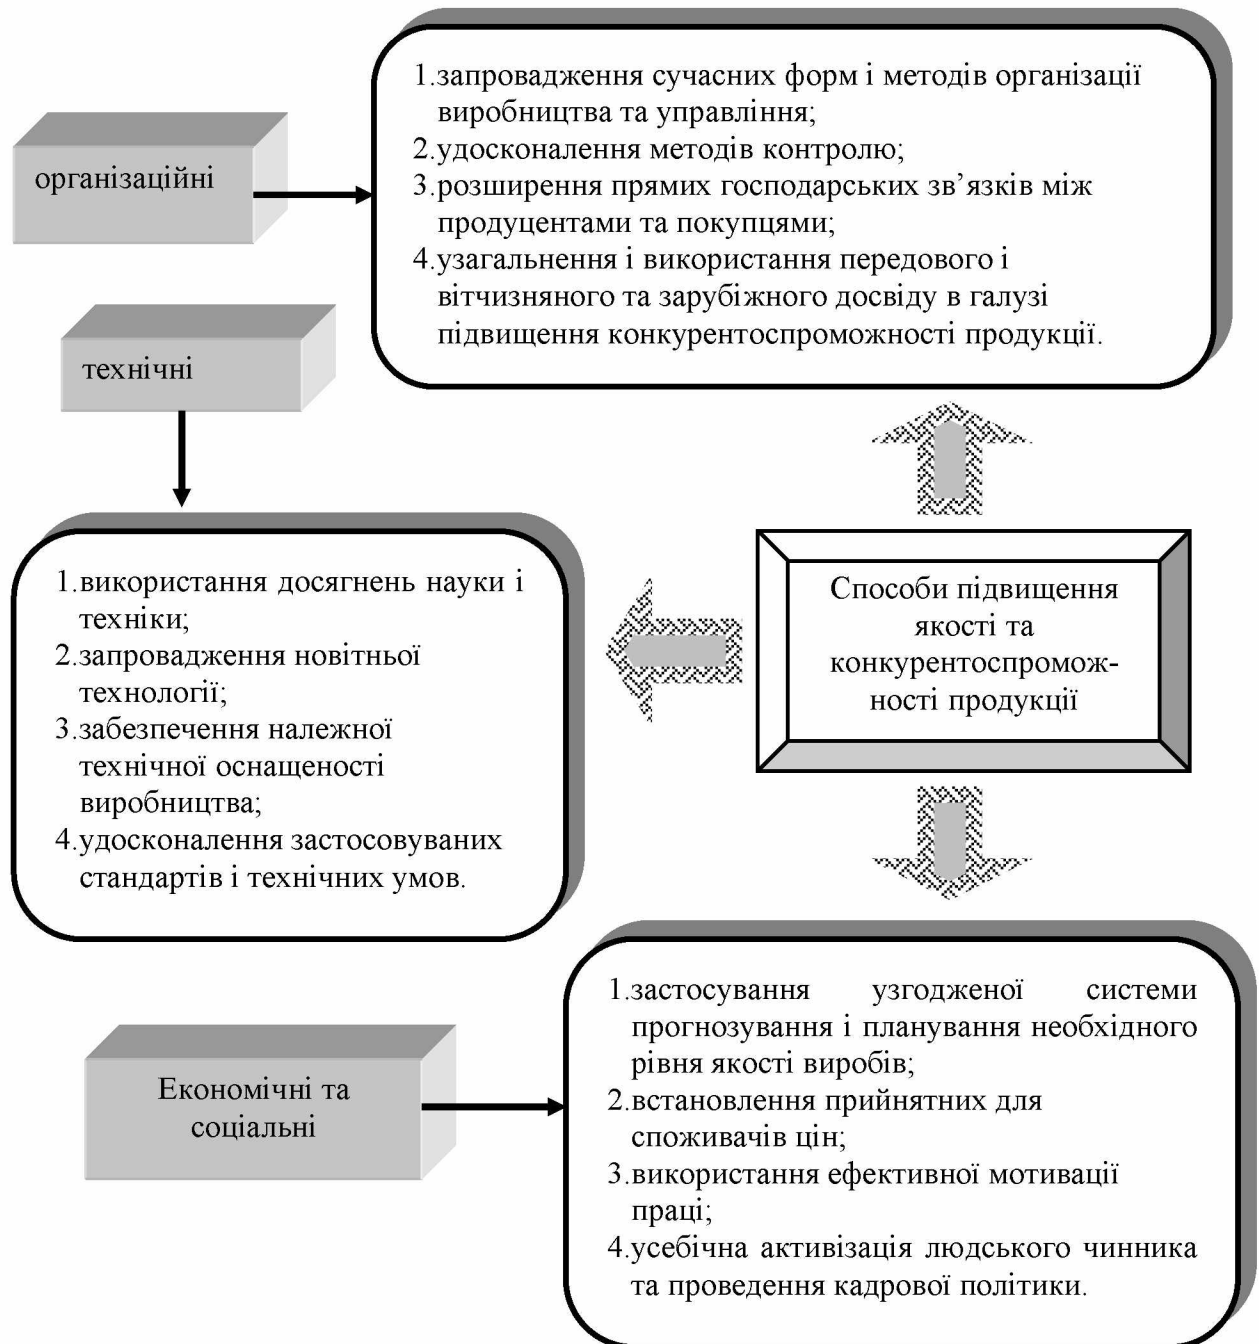 організаційні
1.запровадження сучасних форм і методів організації
виробництва та управління;
2.удосконалення методів контролю;
3.розширення прямих господарських зв’язків між
продуцентами та покупцями;
4.узагальнення і використання передового і
вітчизняного та зарубіжного досвіду в галузі
підвищення конкурентоспроможності продукції.
технічні
1.використання досягнень науки і
техніки;
2.запровадження новітньої
технології;
3.забезпечення належної
технічної оснащеності
виробництва;
4.удосконалення застосовуваних
стандартів і технічних умов.
Способи підвищення
якості та
конкурентоспромож-
ності продукції
Економічні та
соціальні
1.застосування узгодженої системи
прогнозування і планування необхідного
рівня якості виробів;
2.встановлення прийнятних для
споживачів цін;
3.використання ефективної мотивації
праці;
4.усебічна активізація людського чинника
та проведення кадрової політики.